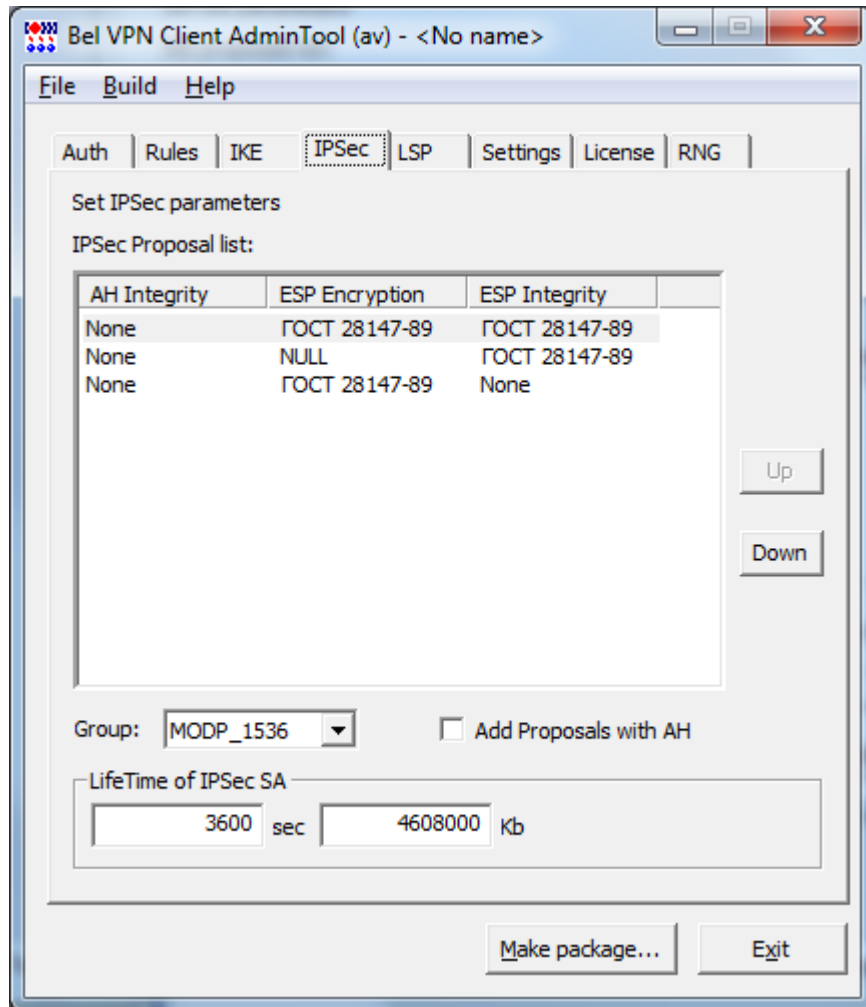 Bel VPN Client AdminTool (av) - <No name>
File Build Help
Auth Rules IKE IPSec LSP Settings License RNG
Set IPSec parameters
IPSec Proposal list:
AH Integrity ESP Encryption ESP Integrity
None ГОСТ 28147-89 ГОСТ 28147-89
None NULL ГОСТ 28147-89
None ГОСТ 28147-89 None
Up
Down
Group: MODP_1536 Add Proposals with AH
LifeTime of IPSec SA
3600 sec 4608000 Kb
Make package... Exit